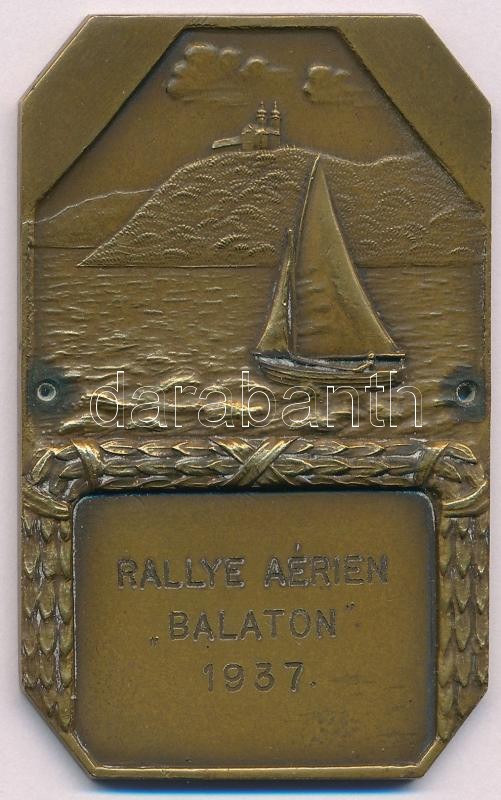 darabanth
RALLYE AÉRIEN
„BALATON"
1937.